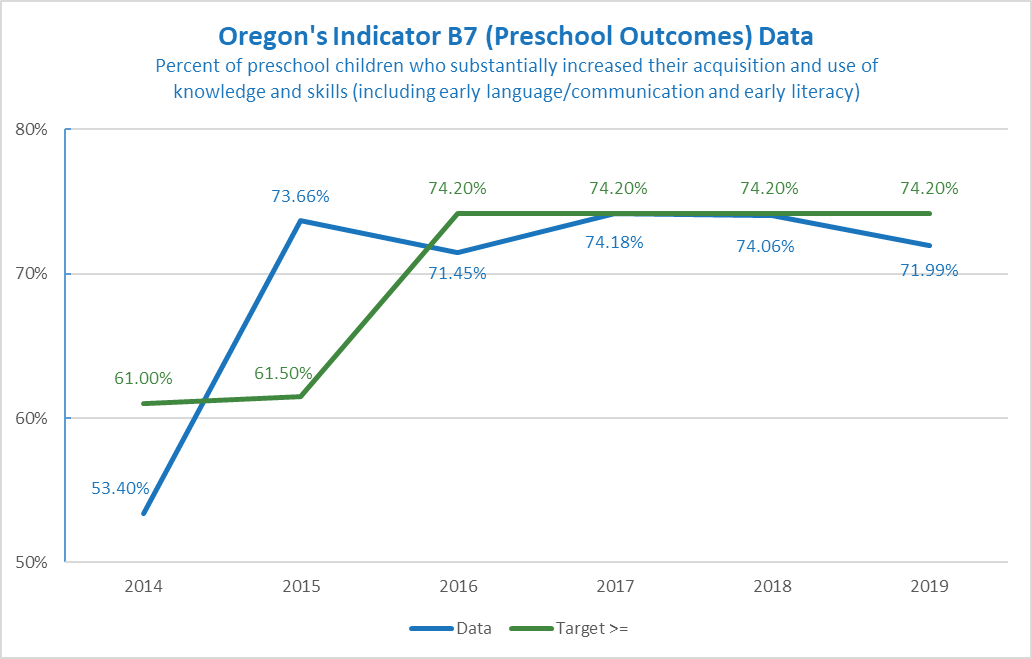 Oregon's Indicator B7 (Preschool Outcomes) Data
Percent of preschool children who substantially increased their acquisition and use of
knowledge and skills (including early language/communication and early literacy)
80%
74.20% 74.20% 74.20% 74.20%
73.66%
74.18% 74.06%
71.45% 71.99%
70%
61.00% 61.50%
60%
53.40%
50%
2014 2015 2016 2017 2018 2019
Data Target >=